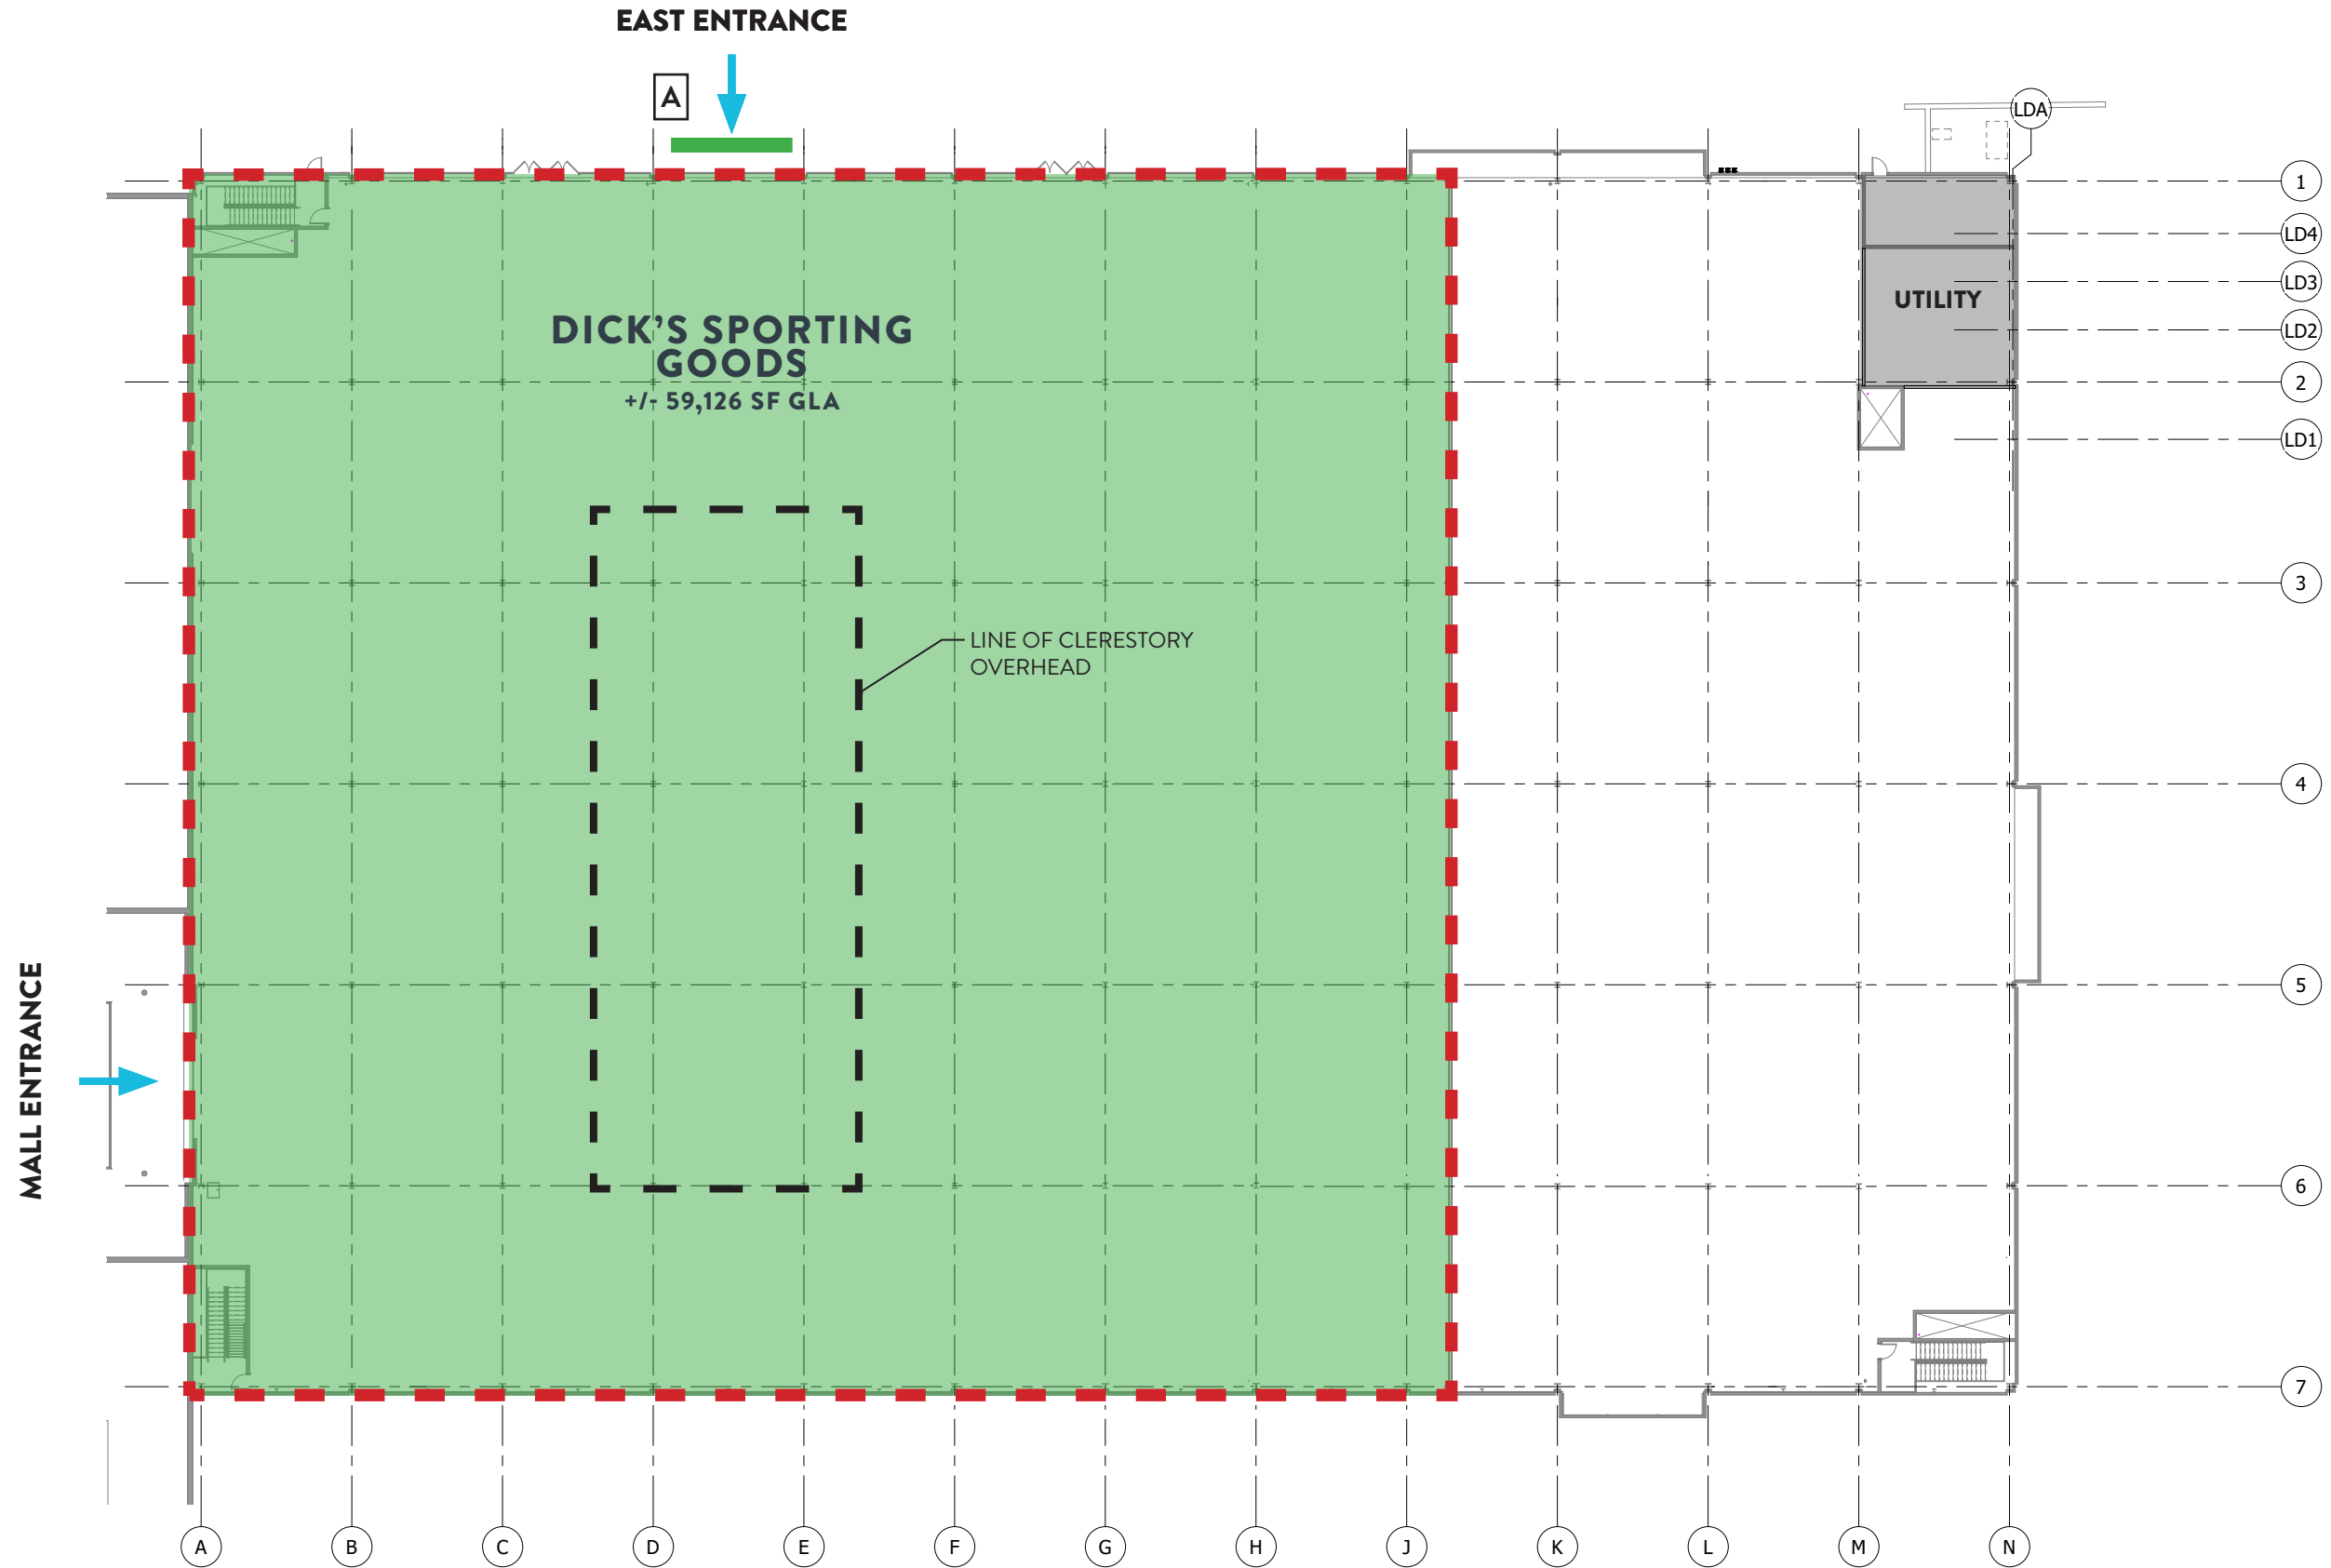 EAST ENTRANCE
A
LDA
1
LD4
LD3
UTILITY
LD2
DICK'S SPORTING
GOODS
2
+/- 59,126 SF GLA
LD1
3
LINE OF CLERESTORY
OVERHEAD
4
5
MALL ENTRANCE
6
7
A B C D E F G H J K L M N